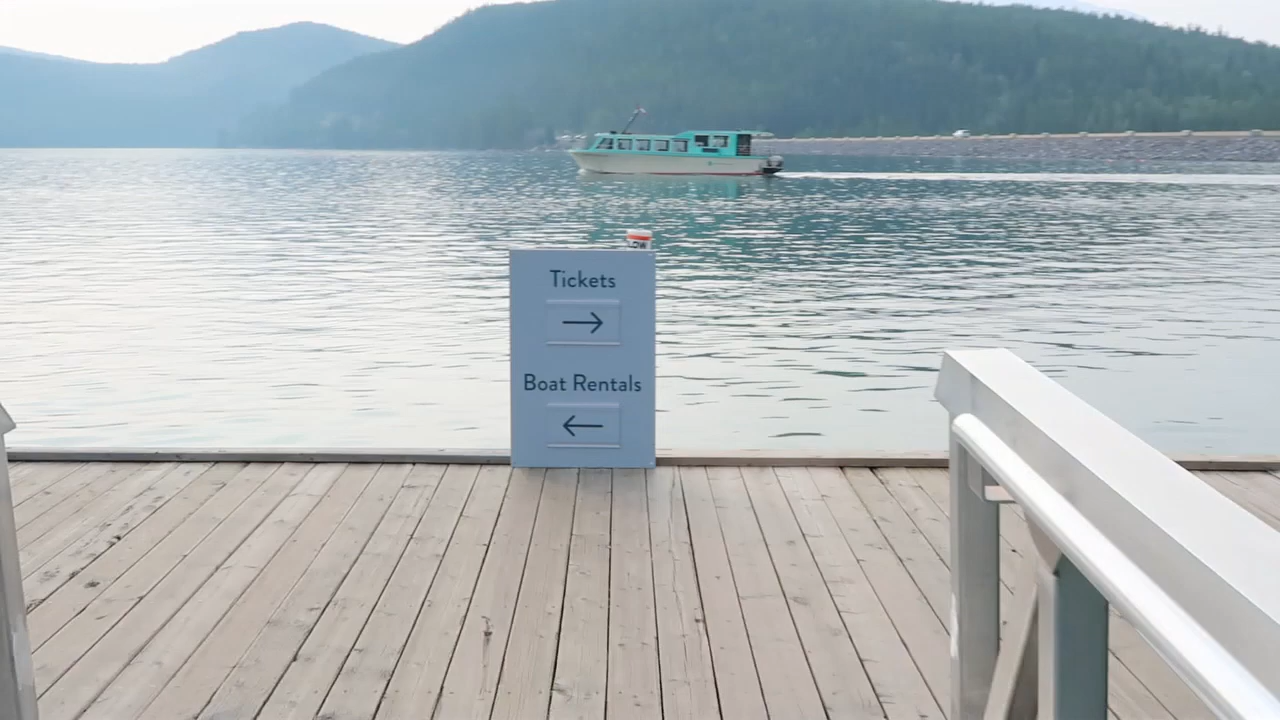 Tickets
→
Boat Rentals
←